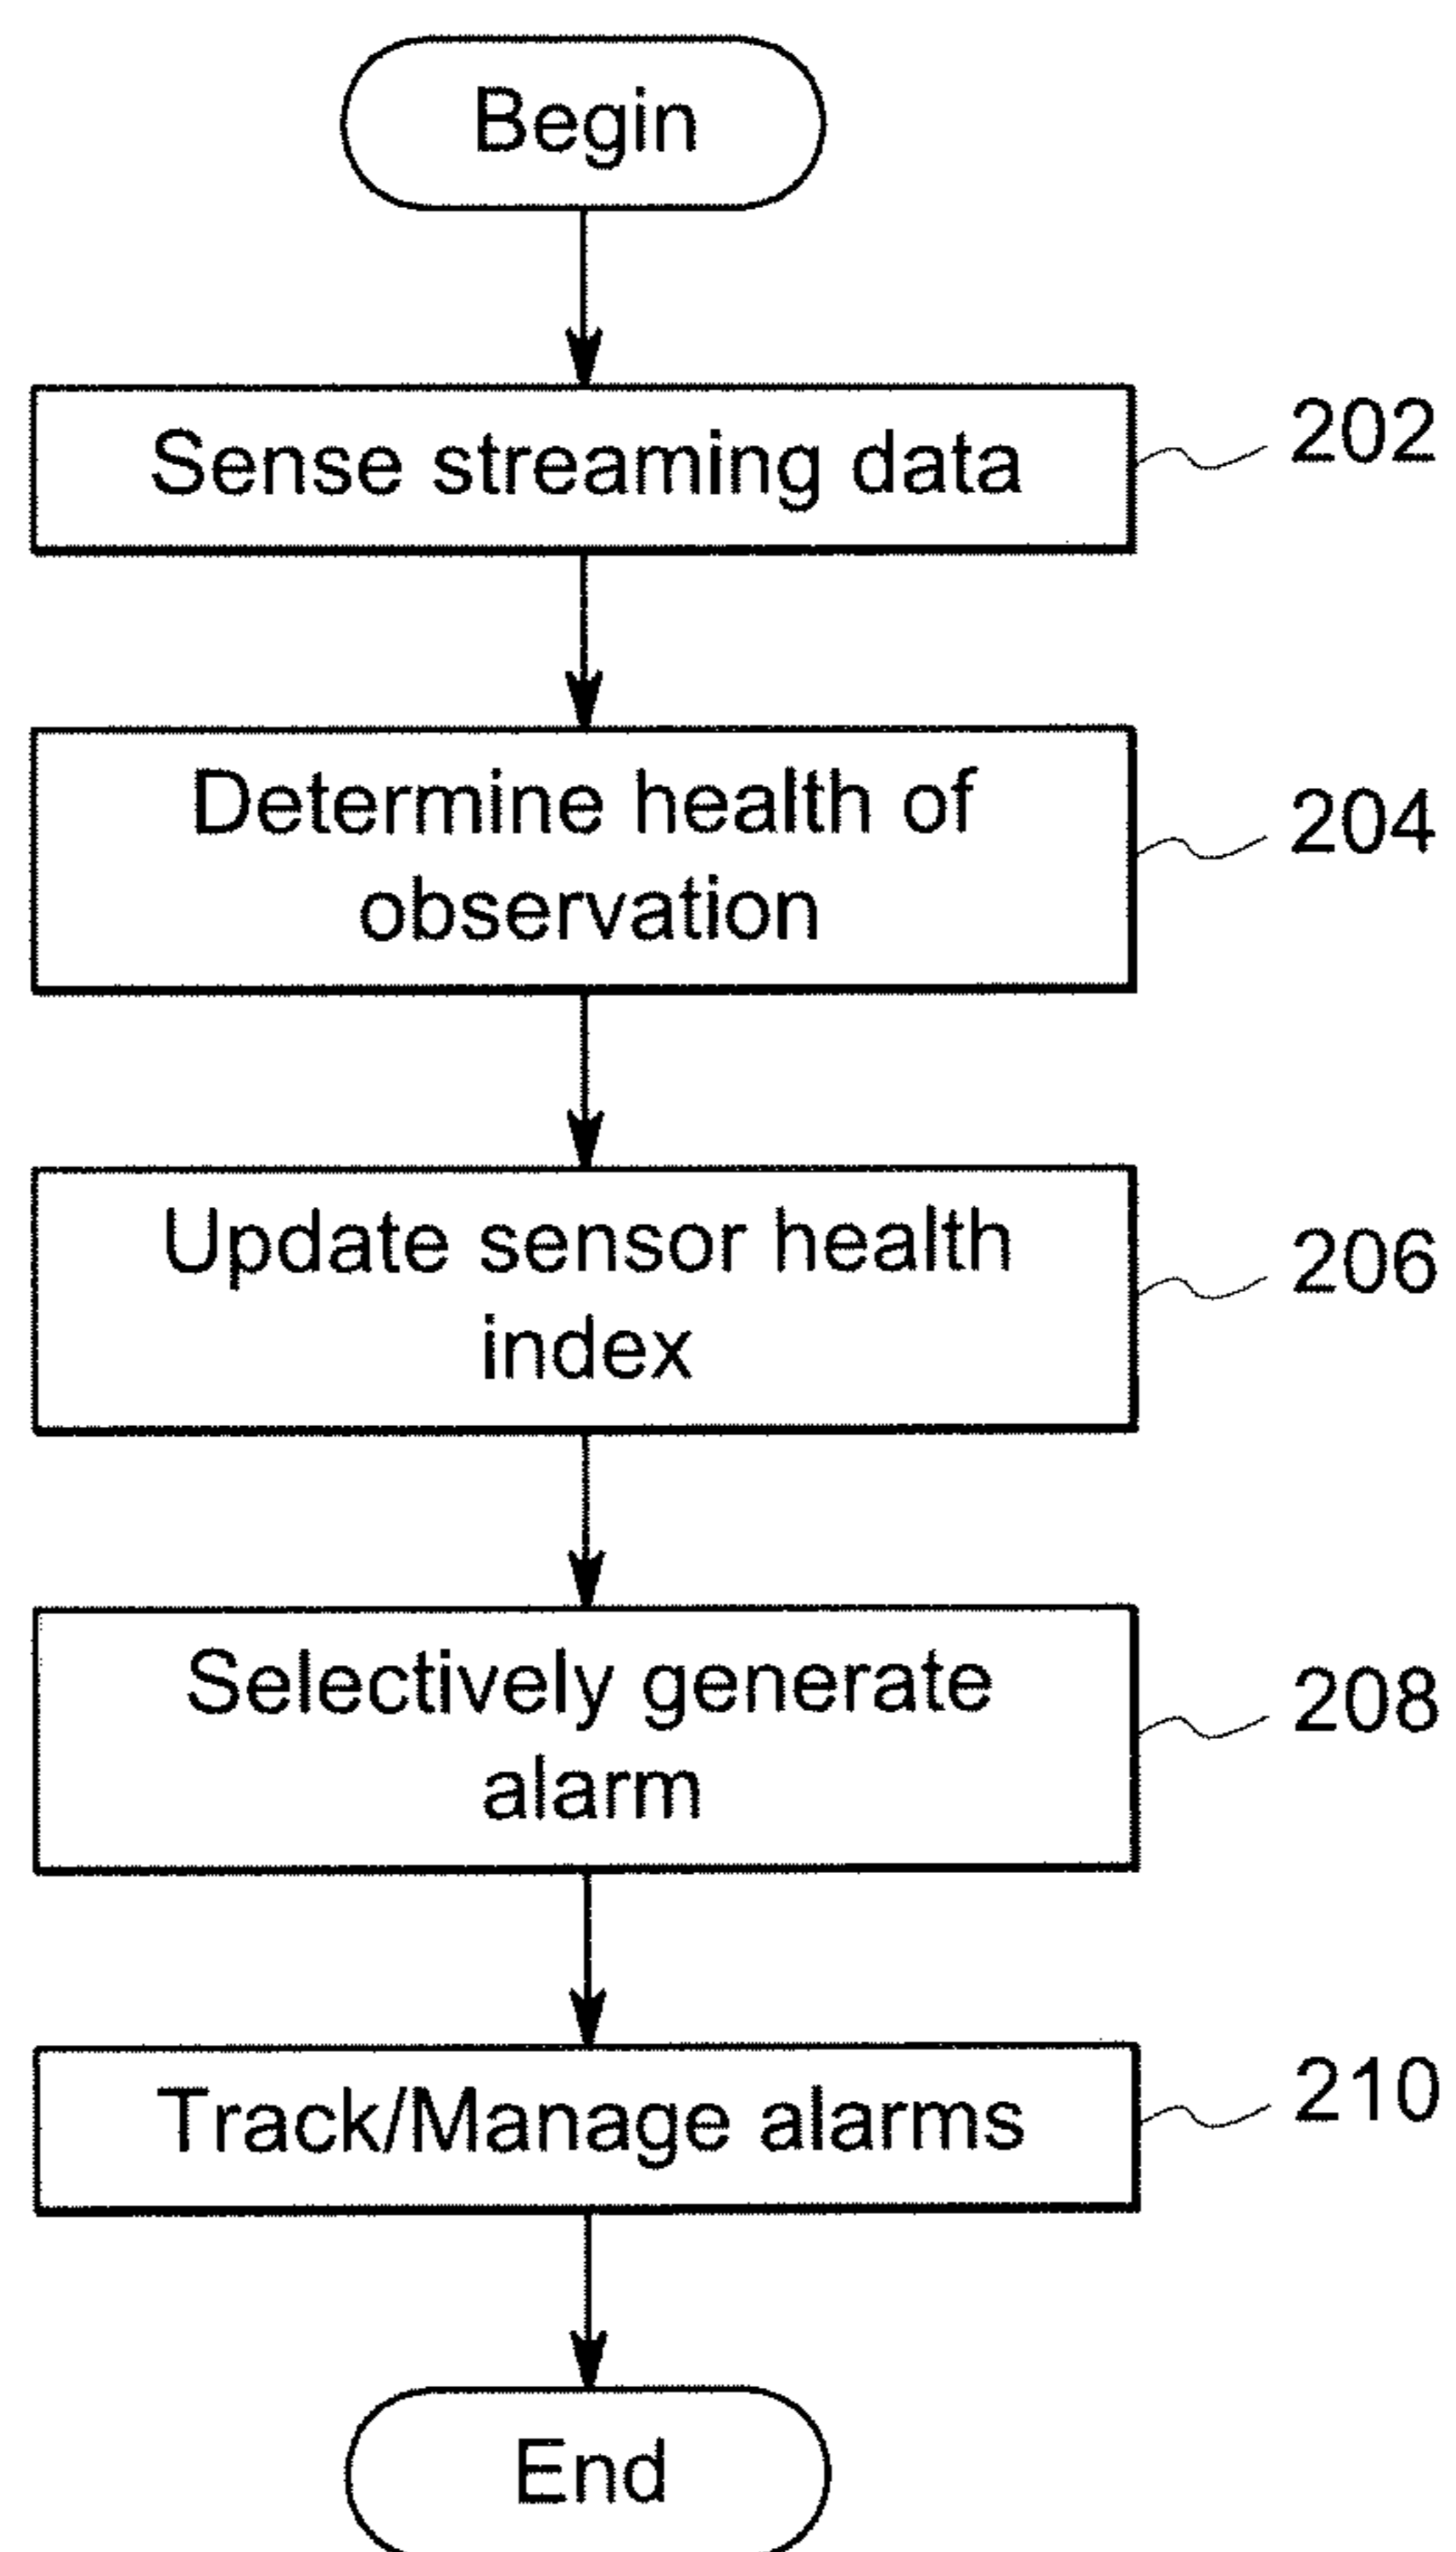 Begin
Sense streaming data
202
Determine health of
observation
204
Update sensor health
index
206
Selectively generate
alarm
208
Track/Manage alarms
210
End